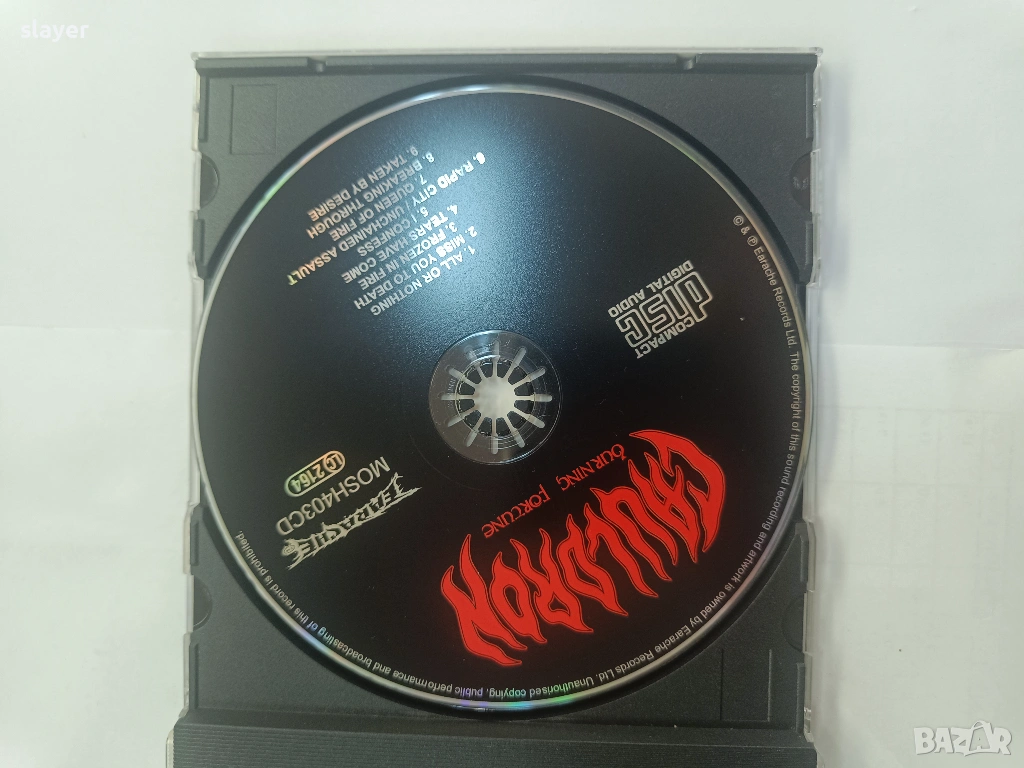 slayer
CAULDRON
BURNING FORTUNE
COMPACT
disc
DIGITAL AUDIO
1. ALL OR NOTHING
2. MISS YOU TO DEATH
3. FROZEN IN FIRE
4. TEARS HAVE COME
5. I CONFESS
6. RAPID CITY / UNCHAINED ASSAULT
7. QUEEN OF FIRE
8. BREAKING THROUGH
9. TAKEN BY DESIRE
EARACHE
MOSH403CD
LC 2164
© & ℗ Earache Records Ltd. The copyright of this sound recording and artwork is owned by Earache Records Ltd. Unauthorised copying, public performance and broadcasting of this record is prohibited.
BAZAR